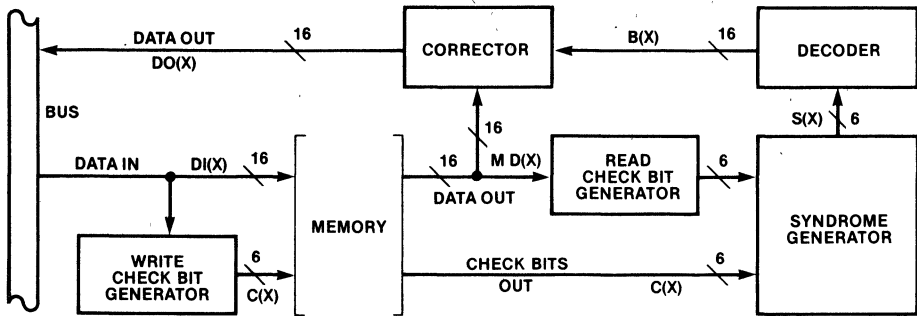 DATA OUT
16
DO(X)
CORRECTOR
B(X)
16
DECODER
BUS
S(X)
6
16
DATA IN
DI(X)
16
MEMORY
16
M D(X)
DATA OUT
READ
CHECK BIT
GENERATOR
6
SYNDROME
GENERATOR
WRITE
CHECK BIT
GENERATOR
6
C(X)
CHECK BITS
OUT
C(X)
6